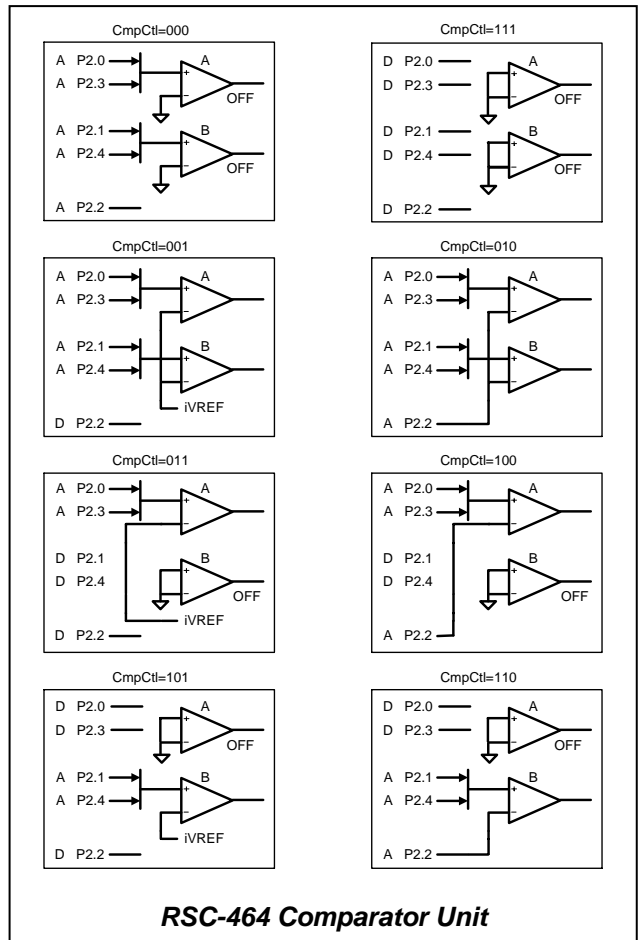 CmpCtl=000
A P2.0
A P2.3
A P2.1
A P2.4
A P2.2
+
−
A
OFF
+
−
B
OFF
CmpCtl=111
D P2.0
D P2.3
D P2.1
D P2.4
D P2.2
+
−
A
OFF
+
−
B
OFF
CmpCtl=001
A P2.0
A P2.3
A P2.1
A P2.4
D P2.2
+
−
A
+
−
B
iVREF
CmpCtl=010
A P2.0
A P2.3
A P2.1
A P2.4
A P2.2
+
−
A
+
−
B
CmpCtl=011
A P2.0
A P2.3
D P2.1
D P2.4
D P2.2
+
−
A
+
−
B
OFF
iVREF
CmpCtl=100
A P2.0
A P2.3
D P2.1
D P2.4
A P2.2
+
−
A
+
−
B
OFF
CmpCtl=101
D P2.0
D P2.3
A P2.1
A P2.4
D P2.2
+
−
A
OFF
+
−
B
iVREF
CmpCtl=110
D P2.0
D P2.3
A P2.1
A P2.4
A P2.2
+
−
A
OFF
+
−
B
RSC-464 Comparator Unit